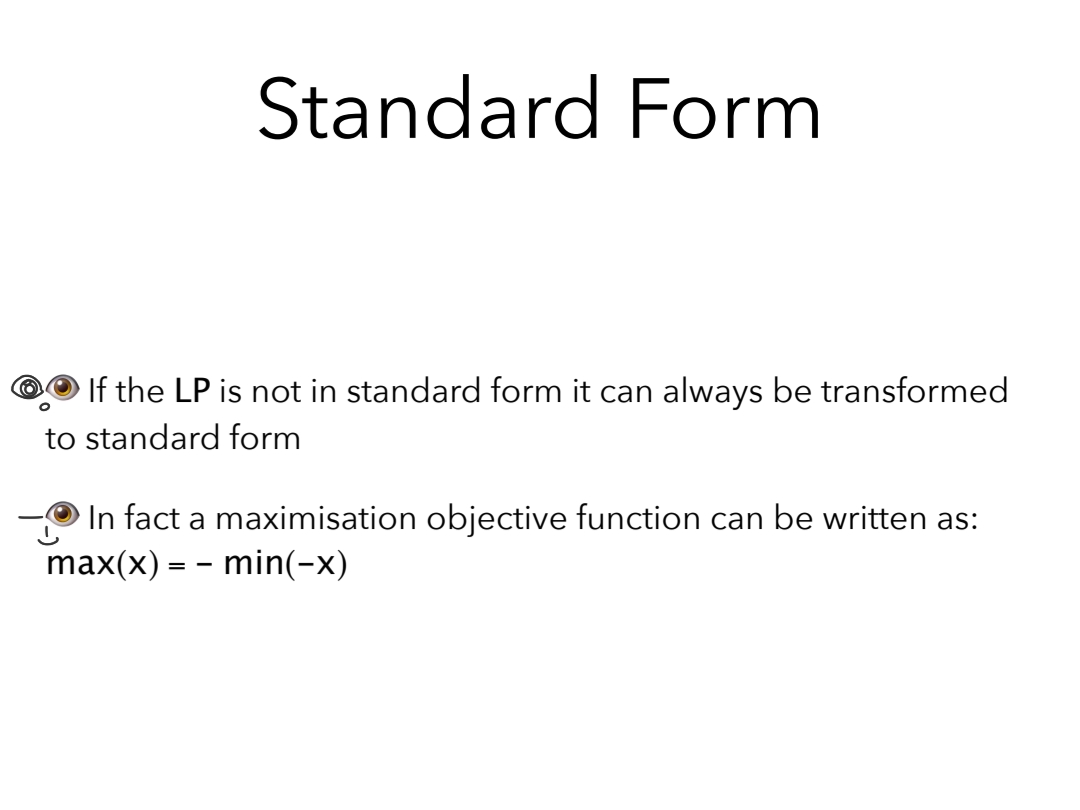 Standard Form
👁 If the LP is not in standard form it can always be transformed
to standard form
👁 In fact a maximisation objective function can be written as:
max(x) = - min(-x)